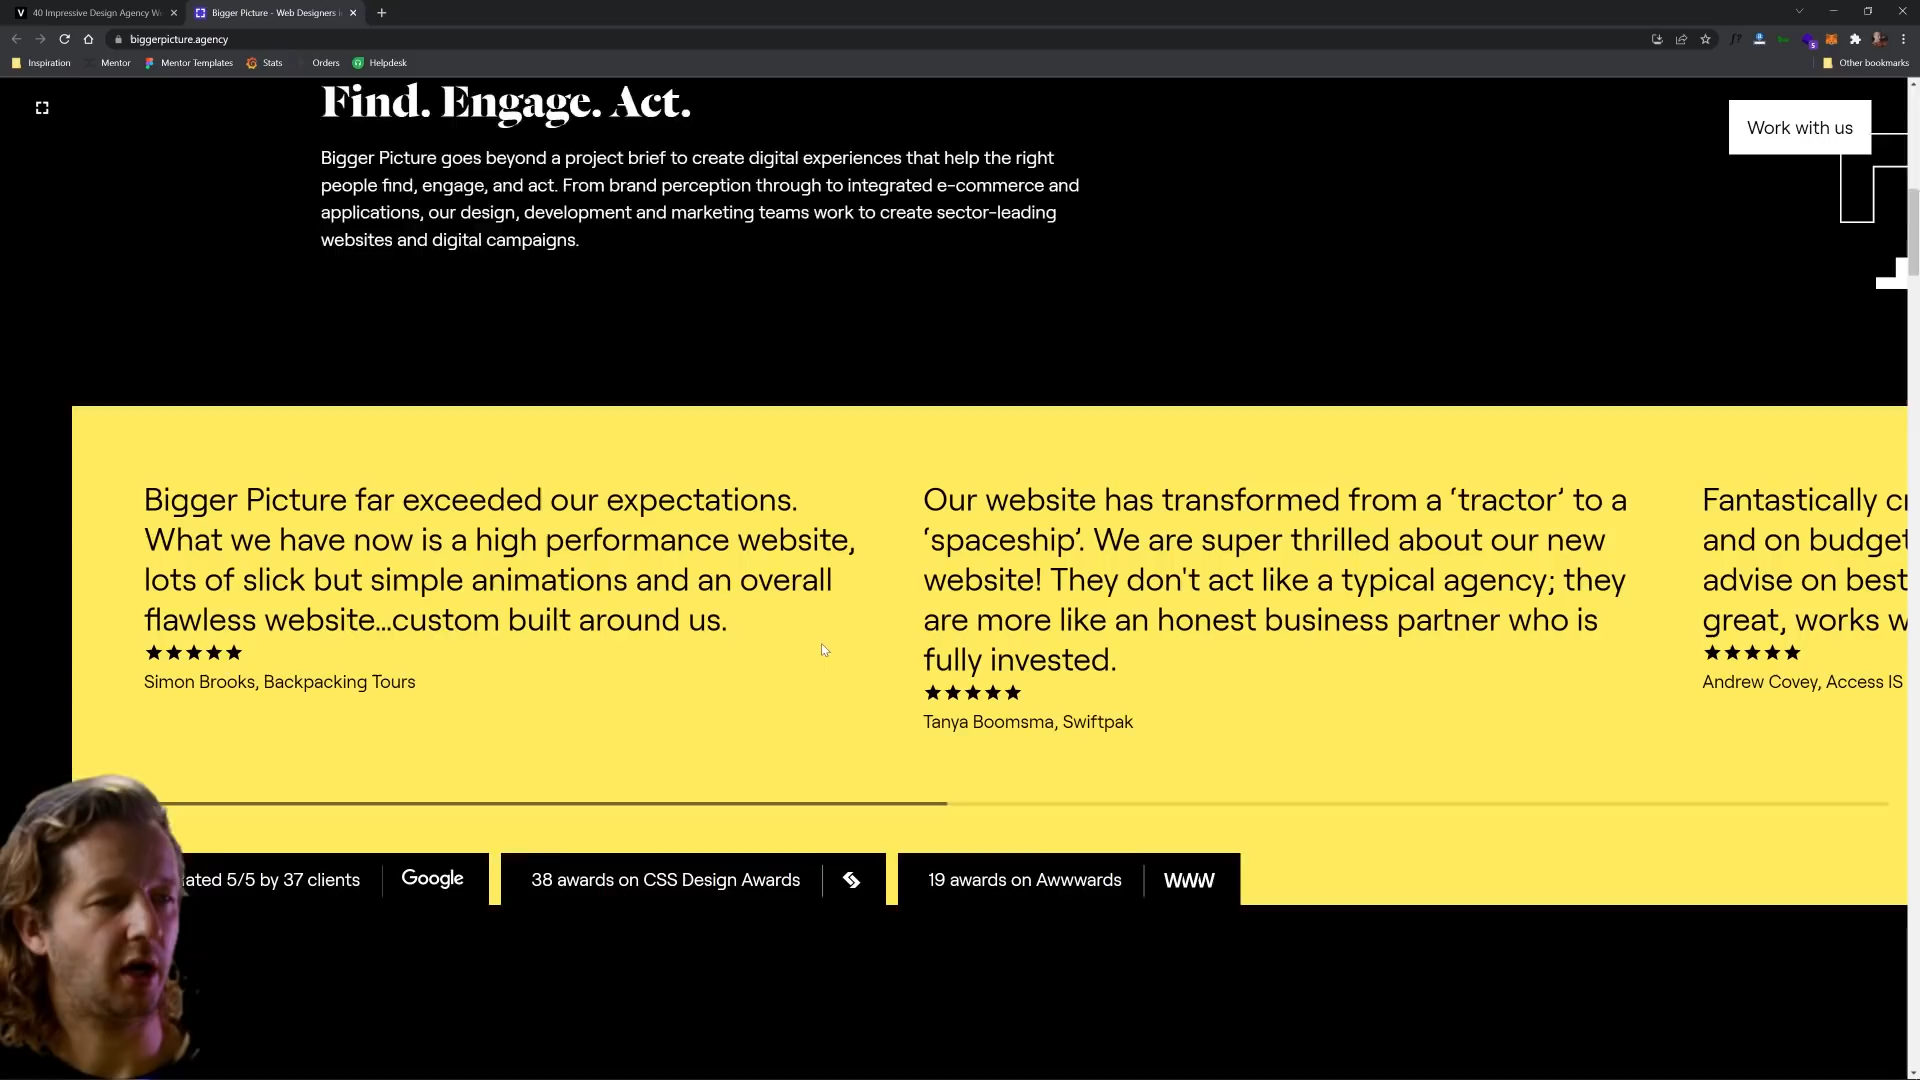 40 Impressive Design Agency W
Bigger Picture - Web Designers i
biggerpicture.agency
Inspiration
Mentor
Mentor Templates
Stats
Orders
Helpdesk
Other bookmarks
Find. Engage. Act.
Work with us
Bigger Picture goes beyond a project brief to create digital experiences that help the right
people find, engage, and act. From brand perception through to integrated e-commerce and
applications, our design, development and marketing teams work to create sector-leading
websites and digital campaigns.
Bigger Picture far exceeded our expectations.
What we have now is a high performance website,
lots of slick but simple animations and an overall
flawless website...custom built around us.
★★★★★
Simon Brooks, Backpacking Tours
Our website has transformed from a ‘tractor’ to a
‘spaceship’. We are super thrilled about our new
website! They don't act like a typical agency; they
are more like an honest business partner who is
fully invested.
★★★★★
Tanya Boomsma, Swiftpak
Fantastically cr
and on budget
advise on best
great, works w
★★★★★
Andrew Covey, Access IS
ated 5/5 by 37 clients
Google
38 awards on CSS Design Awards
19 awards on Awwwards
WWW